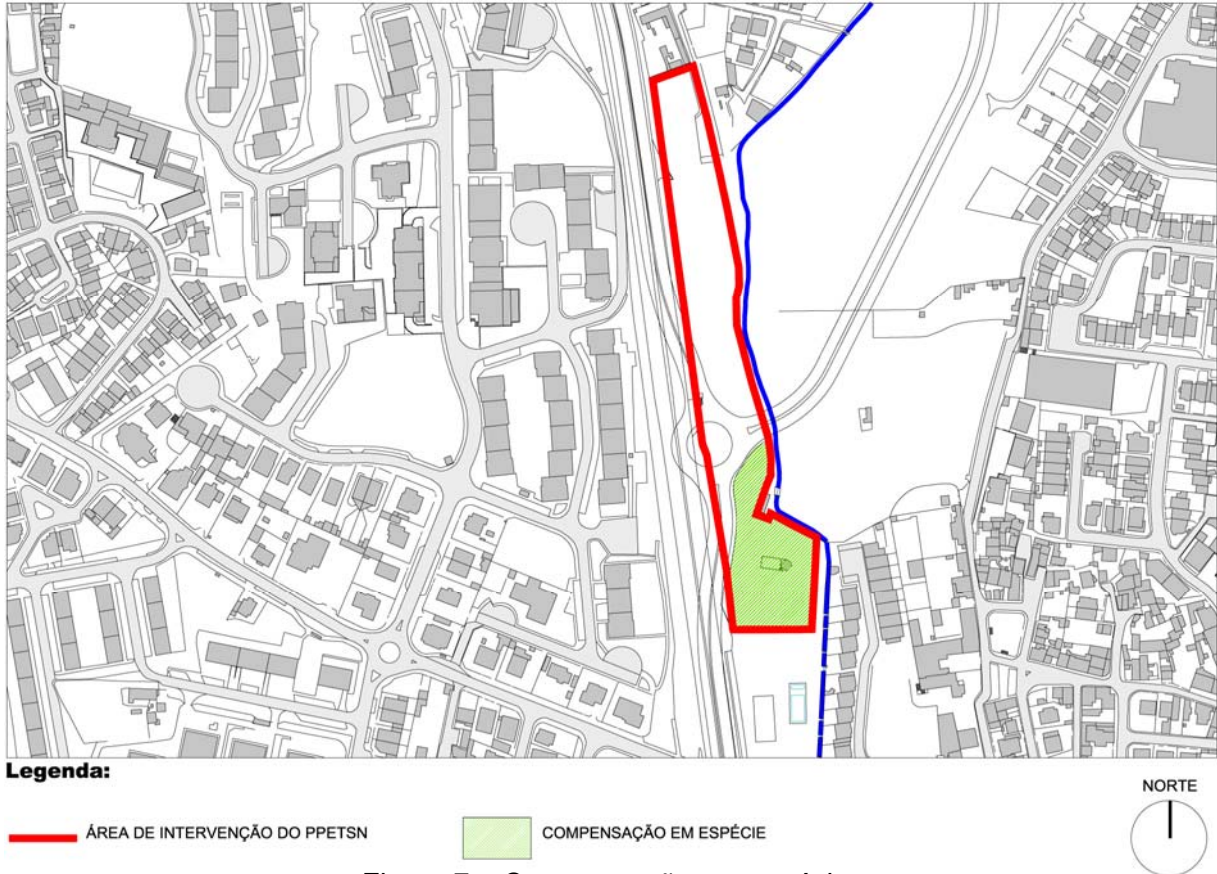 Legenda:
NORTE
ÁREA DE INTERVENÇÃO DO PPETSN
COMPENSAÇÃO EM ESPÉCIE